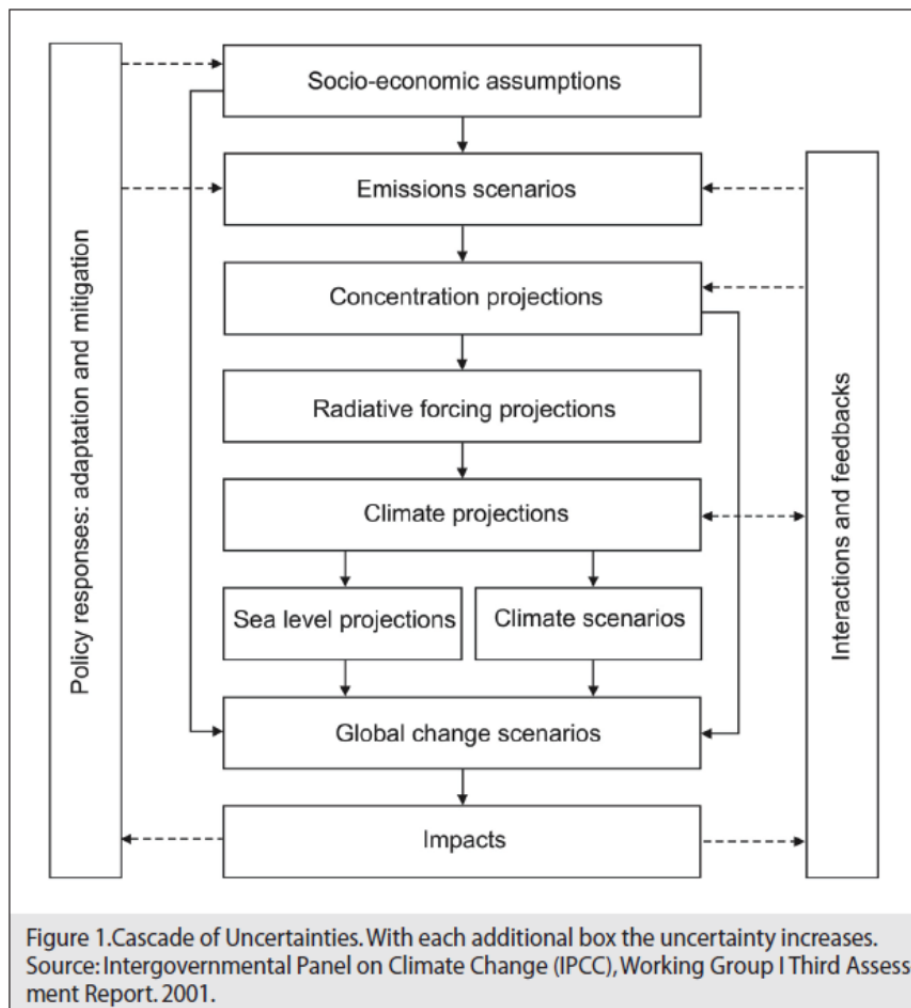 Policy responses: adaptation and mitigation
Socio-economic assumptions
Emissions scenarios
Concentration projections
Radiative forcing projections
Climate projections
Sea level projections
Climate scenarios
Global change scenarios
Impacts
Interactions and feedbacks
Figure 1.Cascade of Uncertainties. With each additional box the uncertainty increases.
Source: Intergovernmental Panel on Climate Change (IPCC), Working Group I Third Assess
ment Report. 2001.